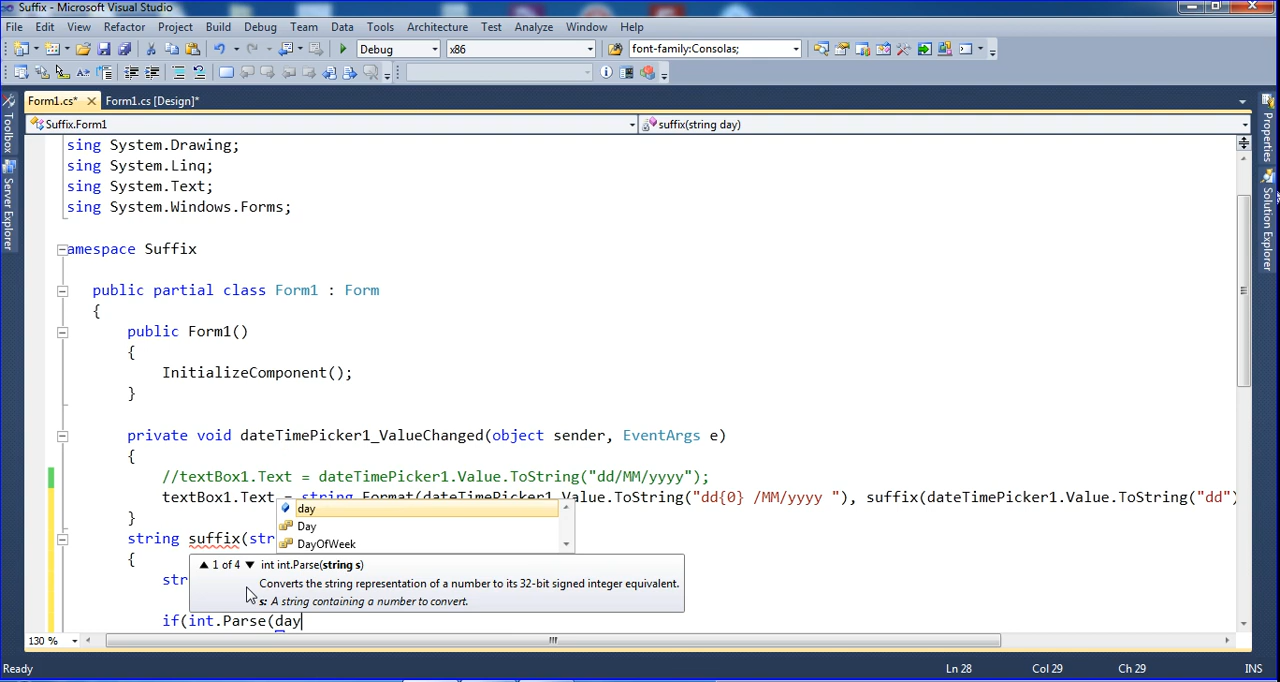 Suffix - Microsoft Visual Studio
File Edit View Refactor Project Build Debug Team Data Tools Architecture Test Analyze Window Help
Debug x86 font-family:Consolas;
Form1.cs* Form1.cs [Design]*
Suffix.Form1 suffix(string day)
Toolbox
Server Explorer
Properties
Solution Explorer
sing System.Drawing;
sing System.Linq;
sing System.Text;
sing System.Windows.Forms;
amespace Suffix
public partial class Form1 : Form
{
public Form1()
{
InitializeComponent();
}
private void dateTimePicker1_ValueChanged(object sender, EventArgs e)
{
//textBox1.Text = dateTimePicker1.Value.ToString("dd/MM/yyyy");
textBox1.Text = string.Format(dateTimePicker1.Value.ToString("dd{0} /MM/yyyy "), suffix(dateTimePicker1.Value.ToString("dd")
}
day
Day
DayOfWeek
string suffix(str
{
1 of 4 int int.Parse(string s)
Converts the string representation of a number to its 32-bit signed integer equivalent.
s: A string containing a number to convert.
str
if(int.Parse(day
130 %
Ready Ln 28 Col 29 Ch 29 INS